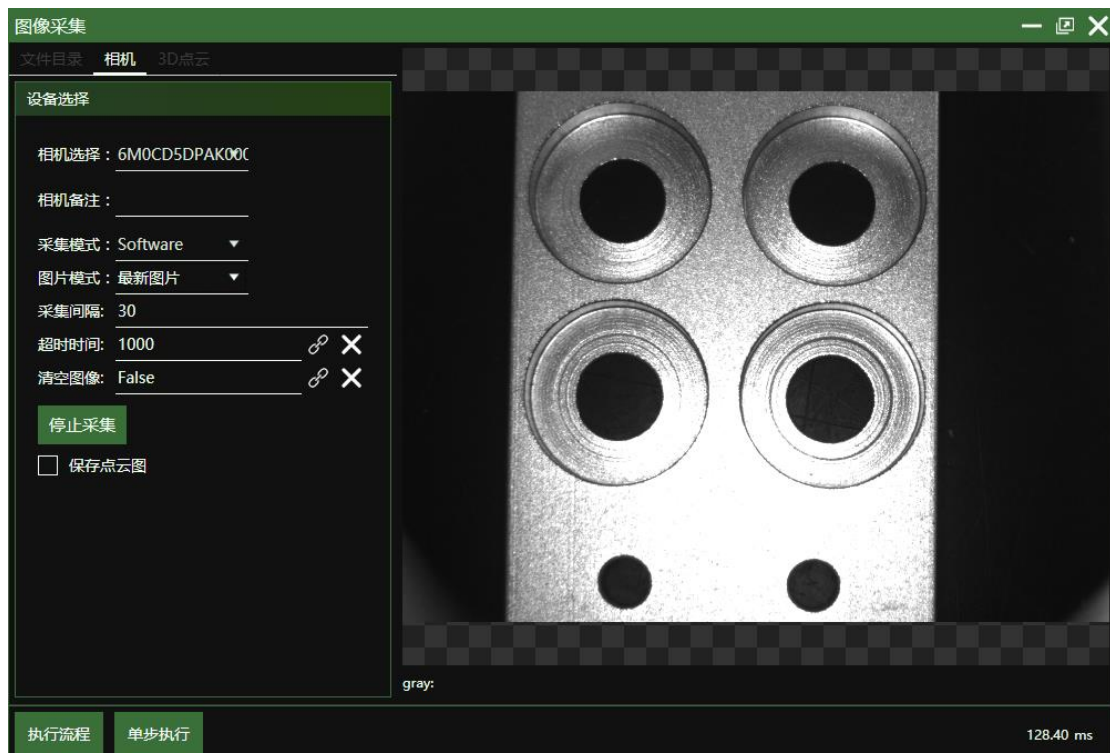 图像采集
文件目录 相机 3D点云
设备选择
相机选择：6M0CD5DPAK00C
相机备注：
采集模式：Software
图片模式：最新图片
采集间隔: 30
超时时间: 1000
清空图像: False
停止采集
保存点云图
gray:
执行流程 单步执行 128.40 ms